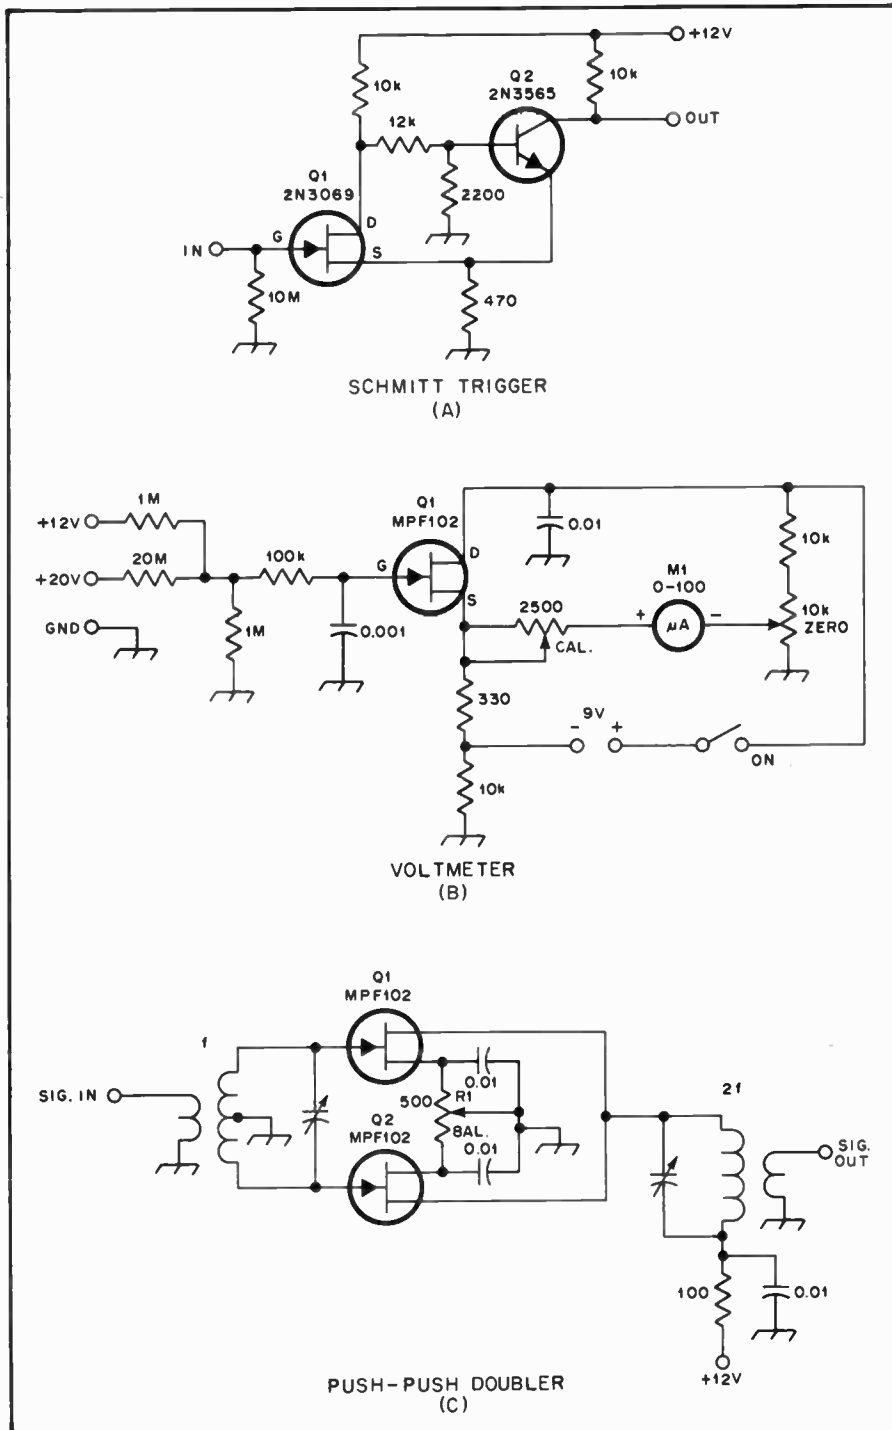 +12V
10k
Q2
2N3565
10k
12k
OUT
Q1
2N3069
2200
D
G
IN
S
10M
470
SCHMITT TRIGGER
(A)
1M
Q1
MPF102
+12V
0.01
20M
100k
10k
D
+20V
G
M1
0-100
S
2500
+
-
10k
ZERO
µA
GND
1M
0.001
CAL.
330
9V
-
+
ON
10k
VOLTMETER
(B)
Q1
MPF102
f
0.01
2f
SIG. IN
500
R1
Q2
MPF102
BAL.
0.01
SIG.
OUT
100
0.01
+12V
PUSH-PUSH DOUBLER
(C)